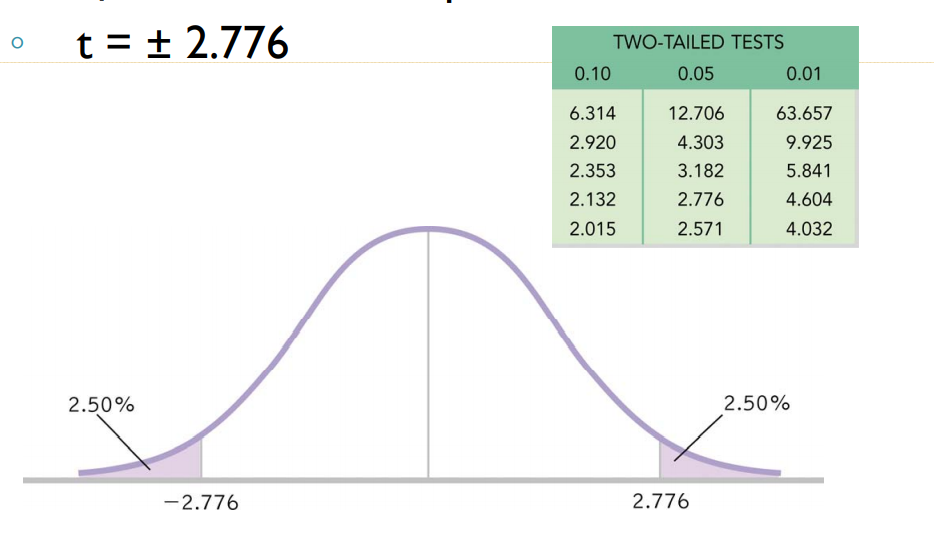 t = ± 2.776
TWO-TAILED TESTS
0.10 0.05 0.01
6.314 12.706 63.657
2.920 4.303 9.925
2.353 3.182 5.841
2.132 2.776 4.604
2.015 2.571 4.032
2.50% 2.50%
−2.776 2.776